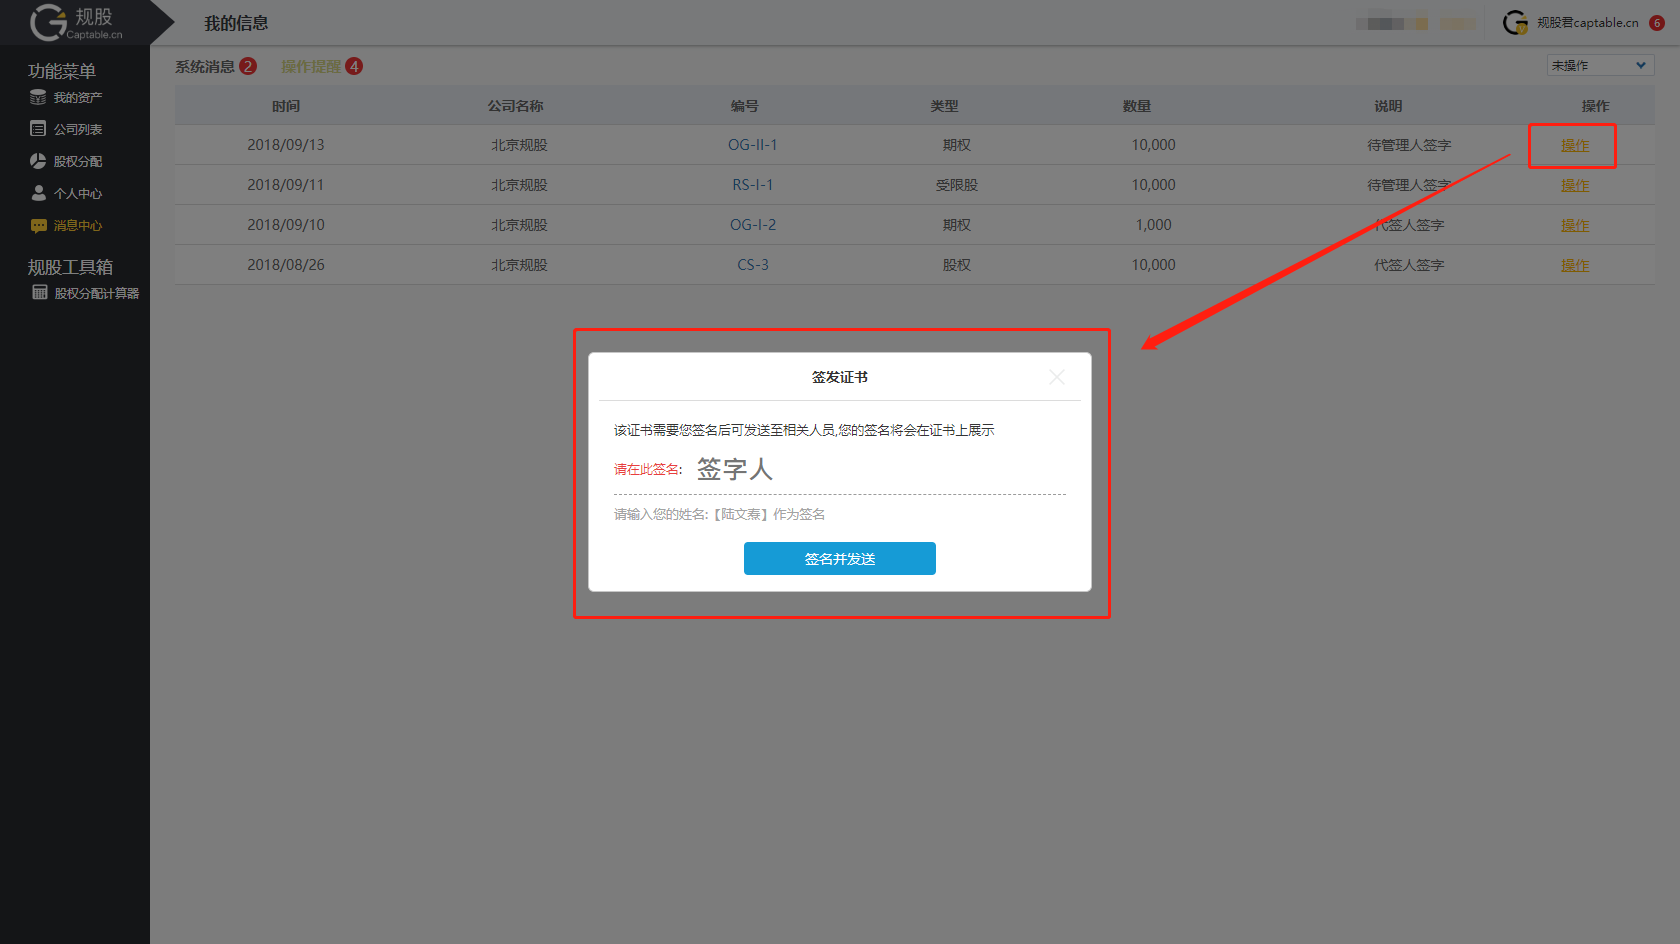 规股
Captable.cn
我的信息
规股君captable.cn 6
功能菜单
我的资产
公司列表
股权分配
个人中心
消息中心
规股工具箱
股权分配计算器
系统消息 2 操作提醒 4
未操作
时间 公司名称 编号 类型 数量 说明 操作
2018/09/13 北京规股 OG-II-1 期权 10,000 待管理人签字 操作
2018/09/11 北京规股 RS-I-1 受限股 10,000 待管理人签字 操作
2018/09/10 北京规股 OG-I-2 期权 1,000 代签人签字 操作
2018/08/26 北京规股 CS-3 股权 10,000 代签人签字 操作
签发证书
该证书需要您签名后可发送至相关人员,您的签名将会在证书上展示
请在此签名: 签字人
请输入您的姓名:【陆文焘】作为签名
签名并发送